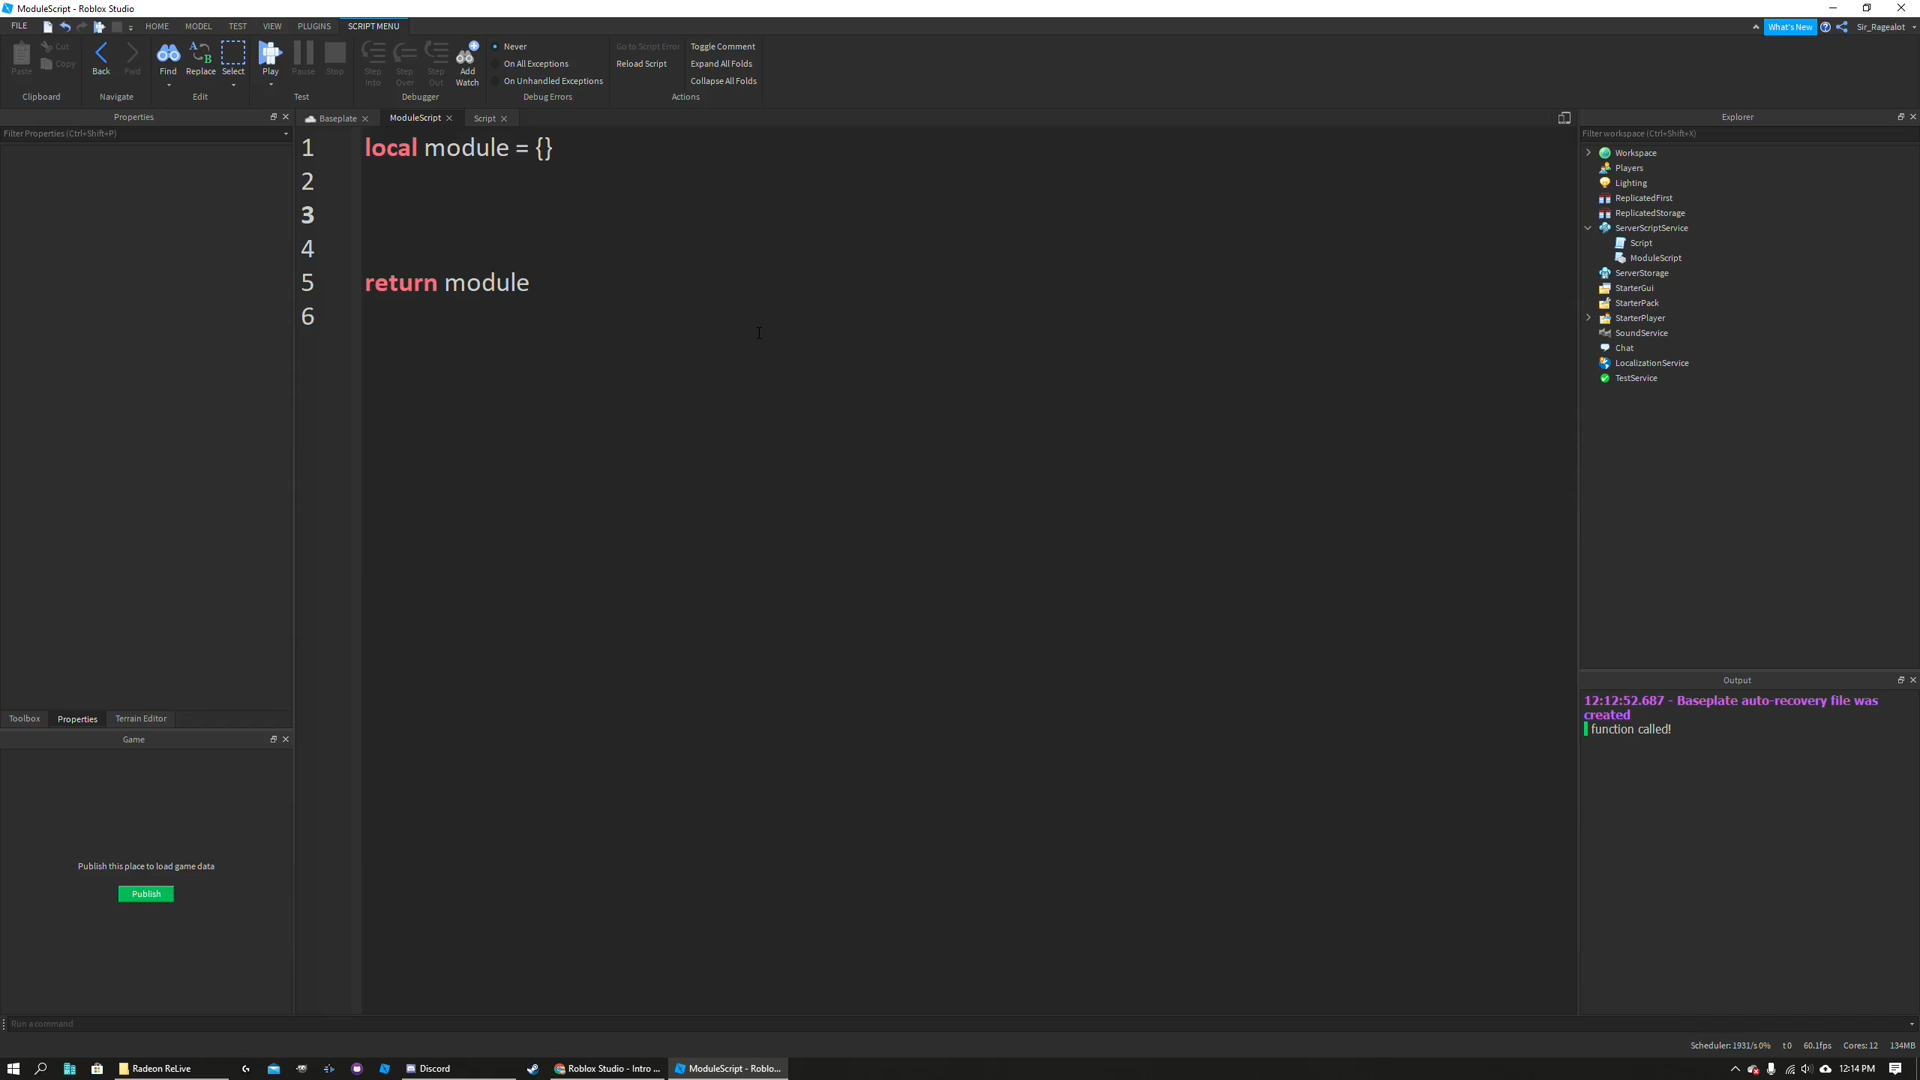 ModuleScript - Roblox Studio
FILE HOME MODEL TEST VIEW PLUGINS SCRIPT MENU What's New Sir_Ragealot
Paste Cut Copy
Back Fwd
Find Replace Select
Play Pause Stop
Step Into Step Over Step Out Add Watch
Never
On All Exceptions
On Unhandled Exceptions
Go to Script Error
Reload Script
Toggle Comment
Expand All Folds
Collapse All Folds
Clipboard Navigate Edit Test Debugger Debug Errors Actions
Properties
Filter Properties (Ctrl+Shift+P)
Toolbox Properties Terrain Editor
Game
Publish this place to load game data
Publish
Baseplate ModuleScript Script
1 local module = {}
2
3
4
5 return module
6
Explorer
Filter workspace (Ctrl+Shift+X)
Workspace
Players
Lighting
ReplicatedFirst
ReplicatedStorage
ServerScriptService
Script
ModuleScript
ServerStorage
StarterGui
StarterPack
StarterPlayer
SoundService
Chat
LocalizationService
TestService
Output
12:12:52.687 - Baseplate auto-recovery file was
created
function called!
Run a command
Scheduler: 1931/s 0% t 0 60.1fps Cores: 12 134MB
Radeon ReLive Discord Roblox Studio - Intro ... ModuleScript - Roblo... 12:14 PM